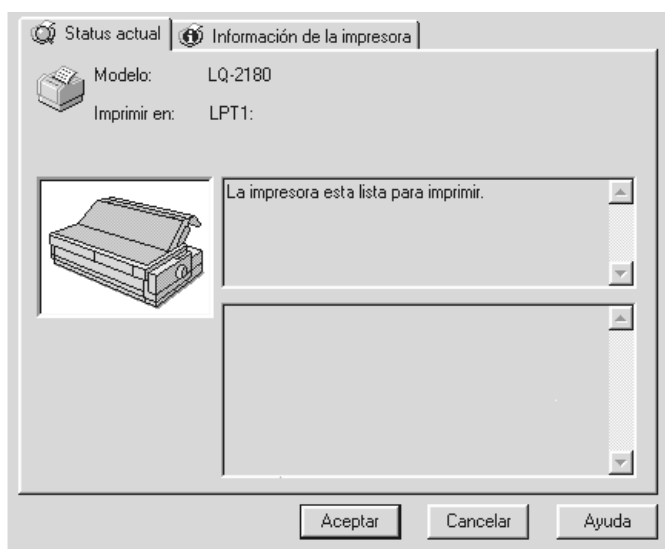 Status actual
Información de la impresora
Modelo: LQ-2180
Imprimir en: LPT1:
La impresora esta lista para imprimir.
Aceptar Cancelar Ayuda